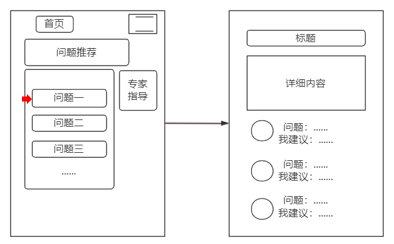 首页
问题推荐
专家
指导
问题一
问题二
问题三
......
标题
详细内容
问题：......
我建议：......
问题：......
我建议：......
问题：......
我建议：......